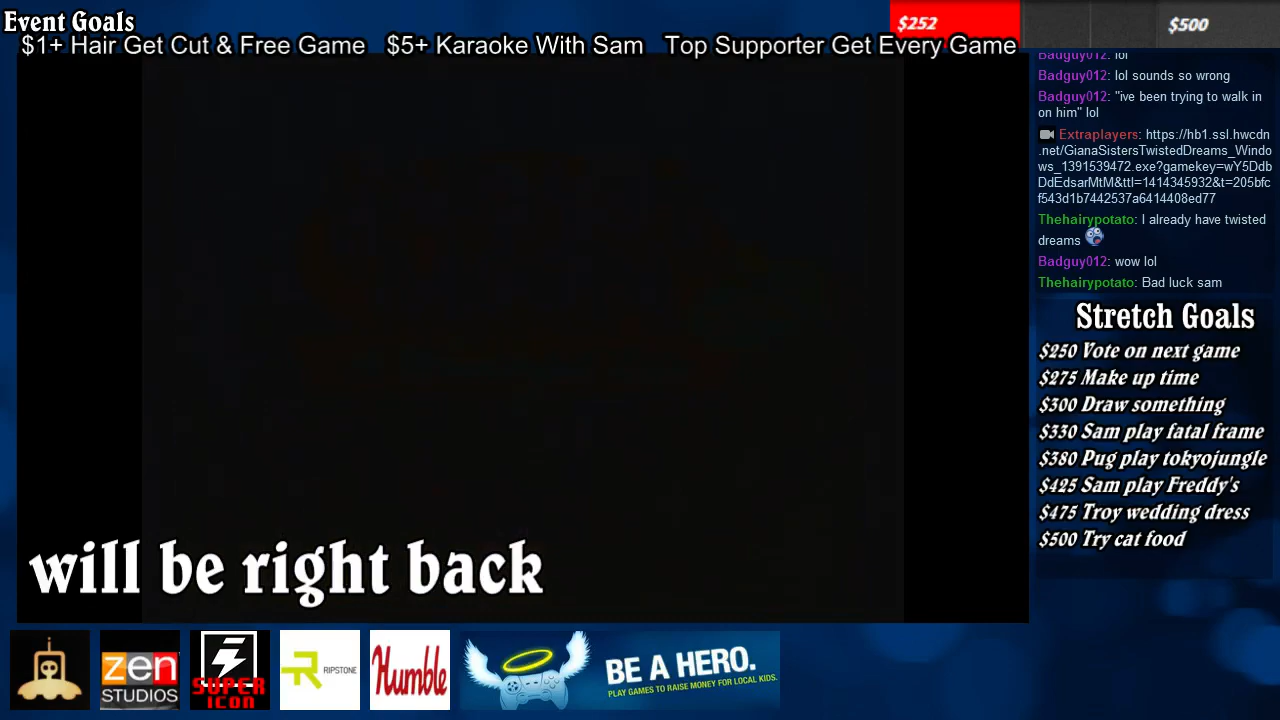 Event Goals
$252
$500
$1+ Hair Get Cut & Free Game $5+ Karaoke With Sam Top Supporter Get Every Game
Badguy012: lol
Badguy012: lol sounds so wrong
Badguy012: "ive been trying to walk in
on him" lol
Extraplayers: https://hb1.ssl.hwcdn
.net/GianaSistersTwistedDreams_Windo
ws_1391539472.exe?gamekey=wY5Ddb
DdEdsarMtM&ttl=1414345932&t=205bfc
f543d1b7442537a6414408ed77
Thehairypotato: I already have twisted
dreams
Badguy012: wow lol
Thehairypotato: Bad luck sam
Stretch Goals
$250 Vote on next game
$275 Make up time
$300 Draw something
$330 Sam play fatal frame
$380 Pug play tokyojungle
$425 Sam play Freddy's
$475 Troy wedding dress
$500 Try cat food
will be right back
zen
STUDIOS
SUPER
ICON
RIPSTONE
Humble
BE A HERO.
PLAY GAMES TO RAISE MONEY FOR LOCAL KIDS.